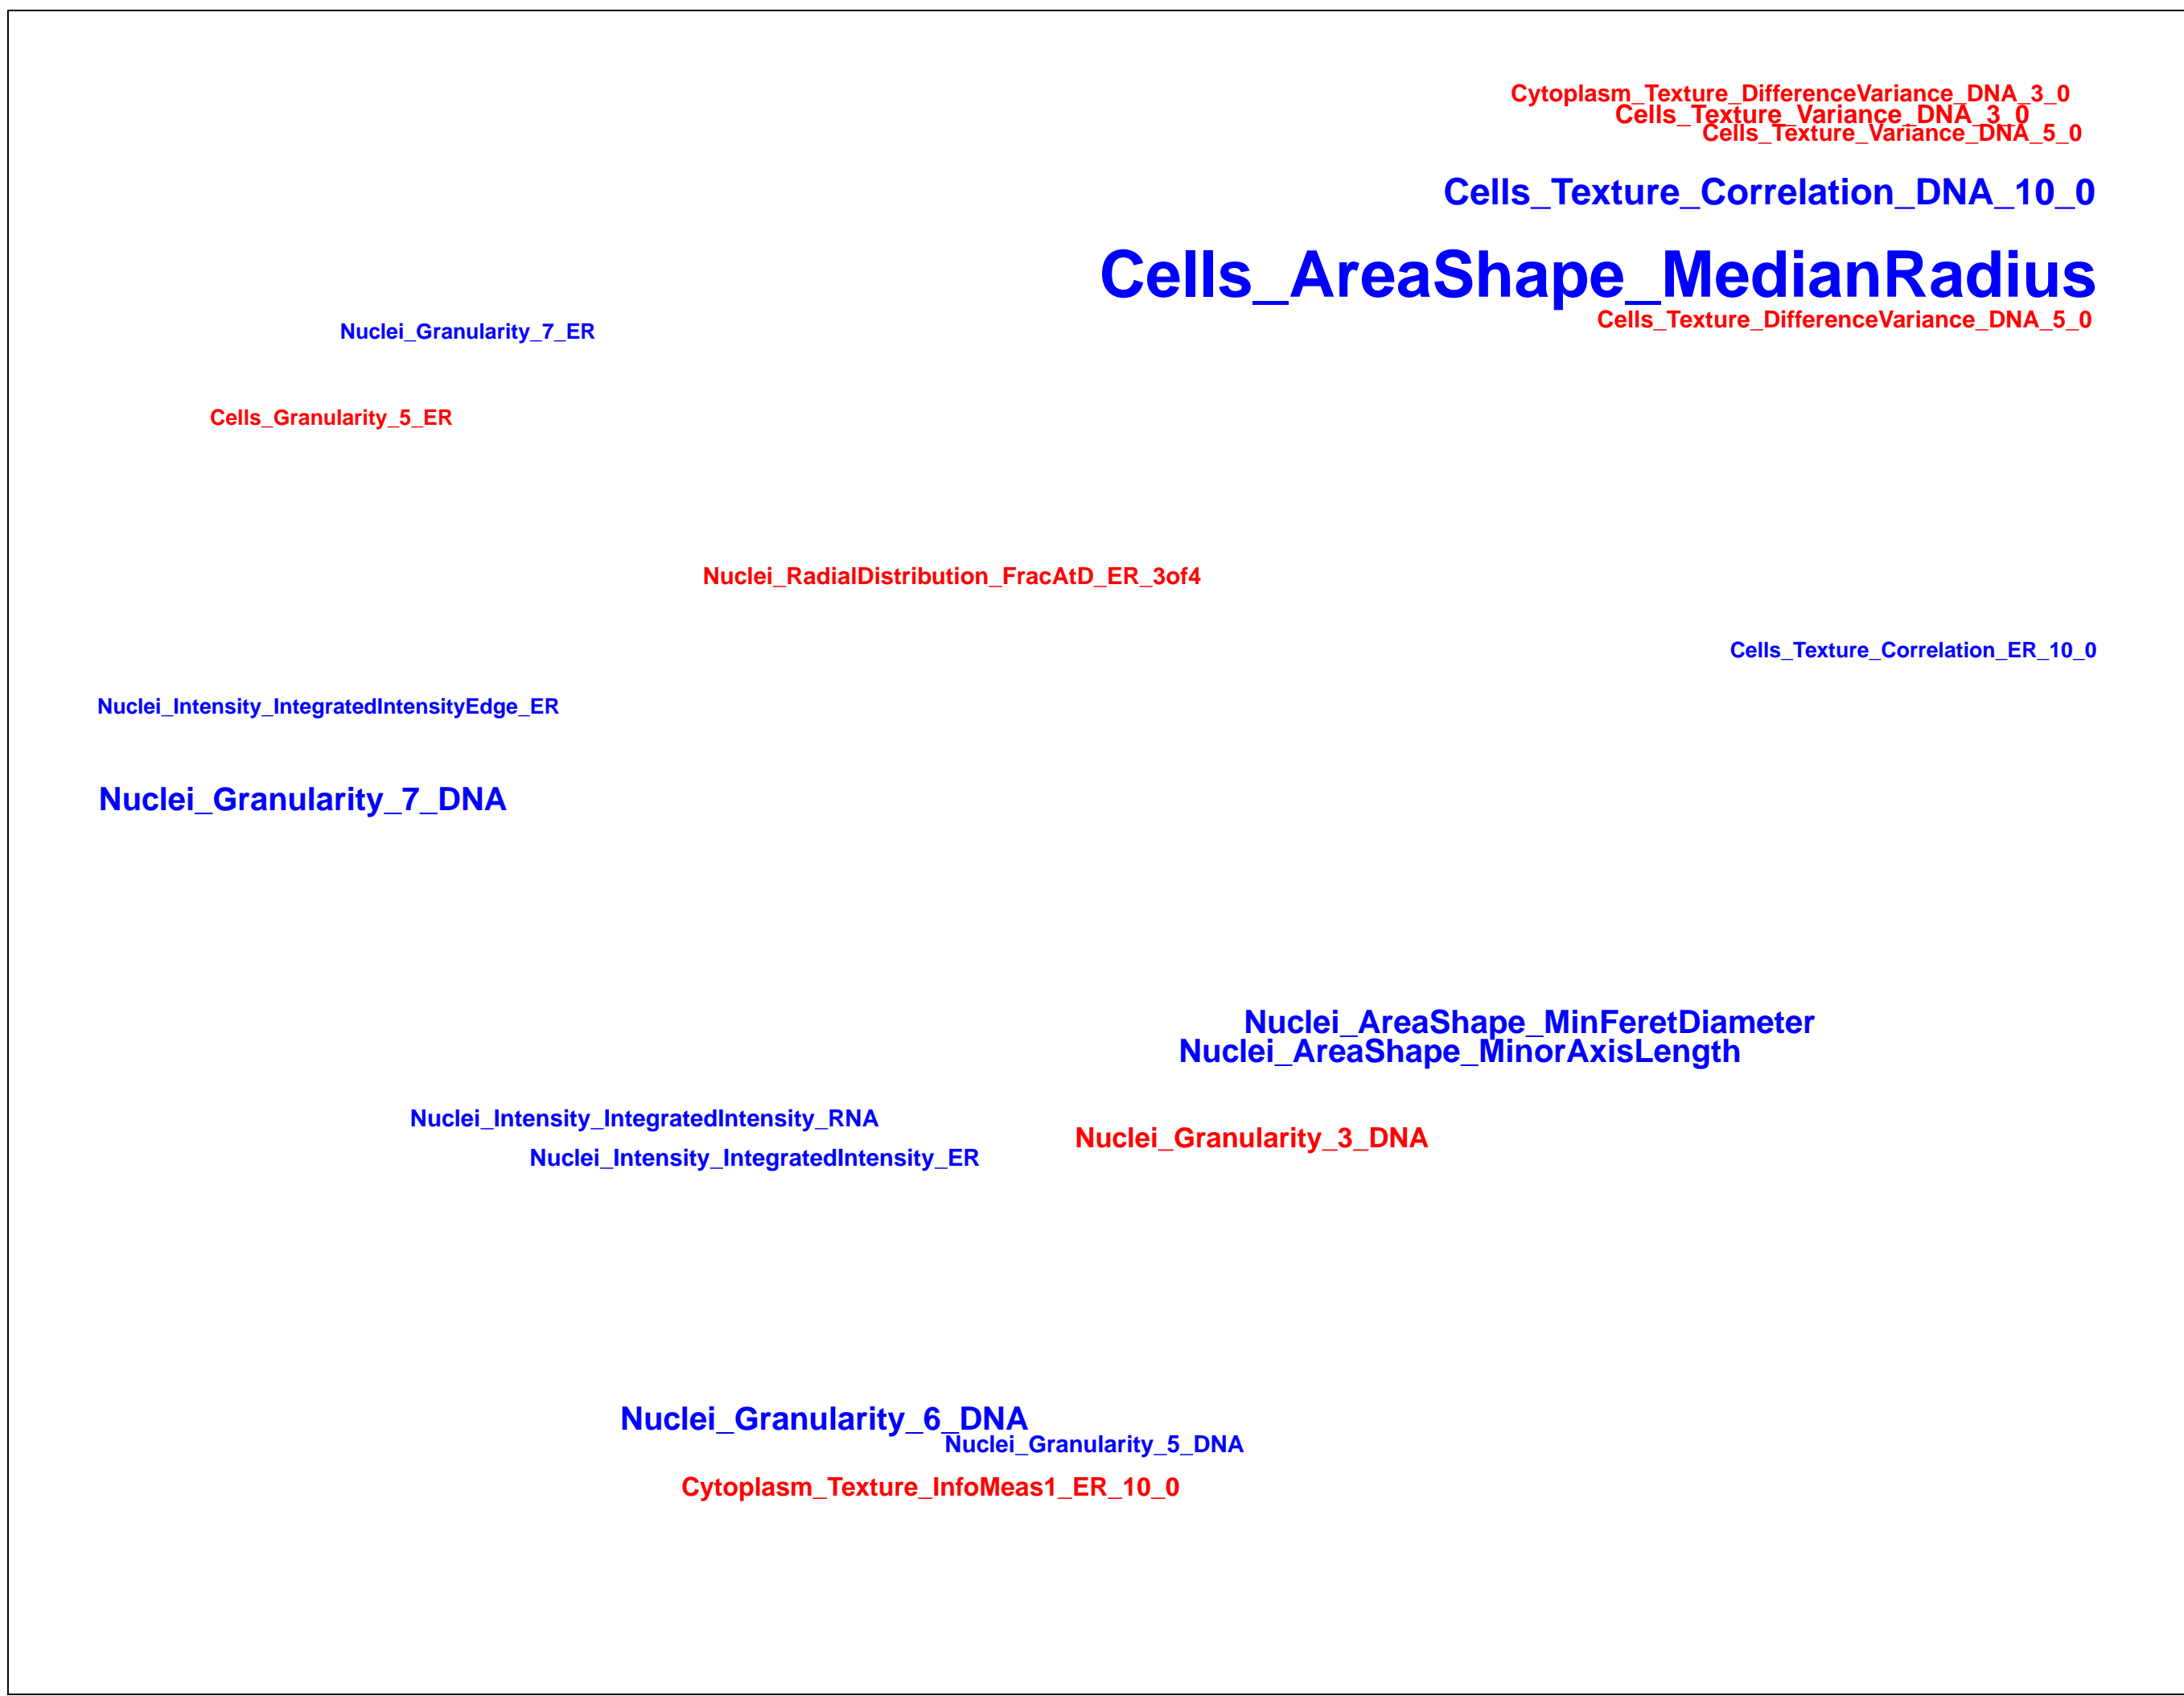 Cytoplasm_Texture_DifferenceVariance_DNA_3_0
Cells_Texture_Variance_DNA_3_0
Cells_Texture_Variance_DNA_5_0
Cells_Texture_Correlation_DNA_10_0
Cells_AreaShape_MedianRadius
Cells_Texture_DifferenceVariance_DNA_5_0
Nuclei_Granularity_7_ER
Cells_Granularity_5_ER
Nuclei_RadialDistribution_FracAtD_ER_3of4
Cells_Texture_Correlation_ER_10_0
Nuclei_Intensity_IntegratedIntensityEdge_ER
Nuclei_Granularity_7_DNA
Nuclei_AreaShape_MinFeretDiameter
Nuclei_AreaShape_MinorAxisLength
Nuclei_Intensity_IntegratedIntensity_RNA
Nuclei_Granularity_3_DNA
Nuclei_Intensity_IntegratedIntensity_ER
Nuclei_Granularity_6_DNA
Nuclei_Granularity_5_DNA
Cytoplasm_Texture_InfoMeas1_ER_10_0